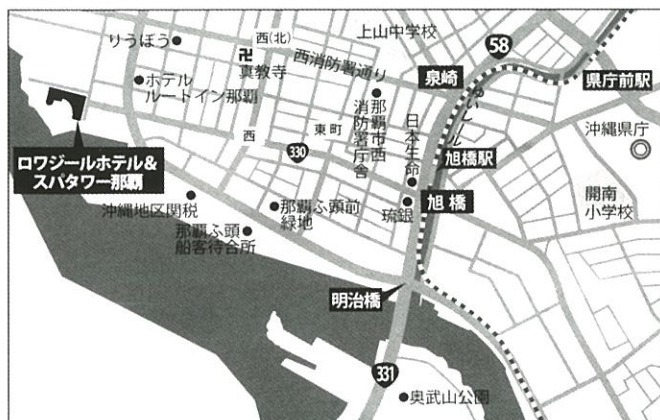 西(北)
上山中学校
58
りうぼう
真教寺
西消防署通り
泉崎
県庁前駅
ホテル
ルートイン那覇
ゆいレール
沖縄県庁
西
東町
330
那覇市西
消防署庁舎
日本生命
旭橋駅
ロワジールホテル&
スパタワー那覇
沖縄地区関税
那覇ふ頭前
緑地
琉銀
旭橋
開南
小学校
那覇ふ頭
船客待合所
明治橋
331
奥武山公園